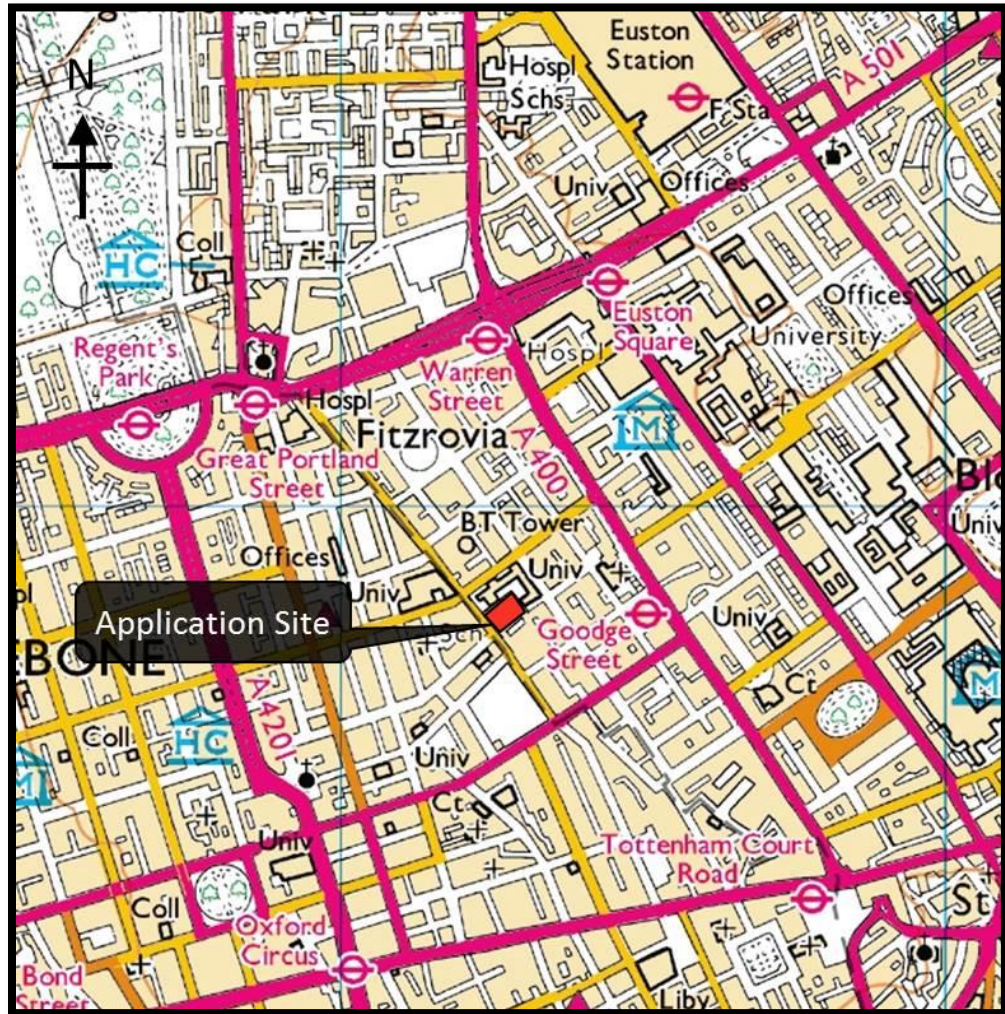 Euston
Station
N
Hospl
Schs
A 501
F Sta
Univ
Offices
Coll
HC
Offices
Euston
Square
University
Regent's
Park
Warren
Street
Hospl
Hospl
Fitzrovia
A 400
M
Great Portland
Street
BT Tower
Univ
Offices
Univ
Univ
Application Site
Sch
Goodge
Street
Univ
EBONE
Ct
M
A 4201
HC
Coll
Univ
Ct
Univ
Tottenham Court
Road
St
Coll
Oxford
Circus
Bond
Street
Liby